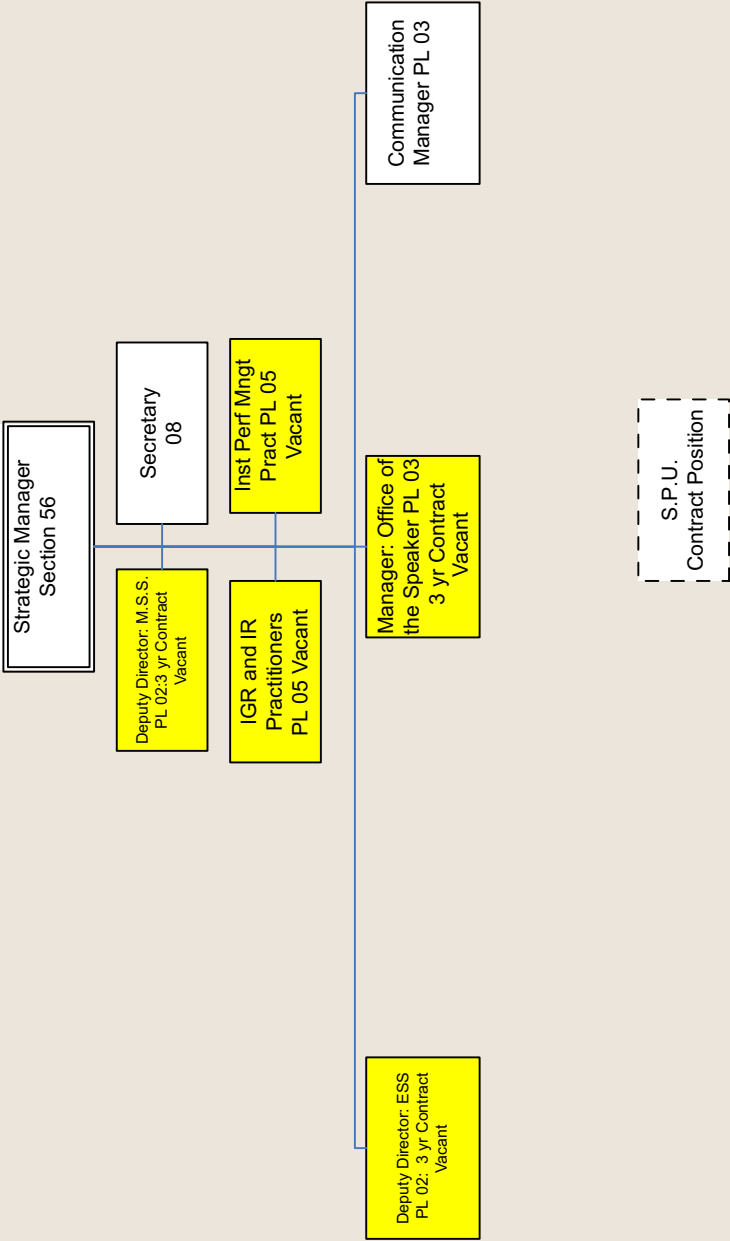 Strategic Manager
Section 56
Deputy Director: M.S.S.
PL 02:3 yr Contract
Vacant
Secretary
08
IGR and IR
Practitioners
PL 05 Vacant
Inst Perf Mngt
Pract PL 05
Vacant
Deputy Director: ESS
PL 02:  3 yr Contract
Vacant
Manager: Office of
the Speaker PL 03
3 yr Contract
Vacant
Communication
Manager PL 03
S.P.U.
Contract Position